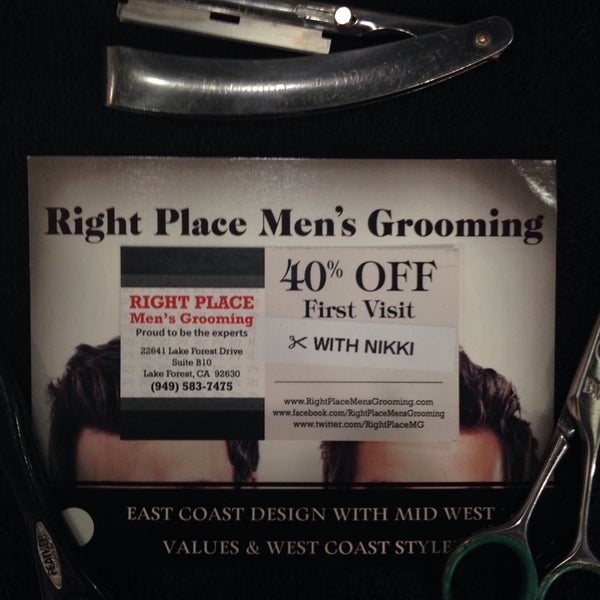 Right Place Men's Grooming
RIGHT PLACE
Men's Grooming
Proud to be the experts
22641 Lake Forest Drive
Suite B10
Lake Forest, CA 92630
(949) 583-7475
40% OFF
First Visit
WITH NIKKI
www.RightPlaceMensGrooming.com
www.facebook.com/RightPlaceMensGrooming
www.twitter.com/RightPlaceMG
EAST COAST DESIGN WITH MID WEST
VALUES & WEST COAST STYLE